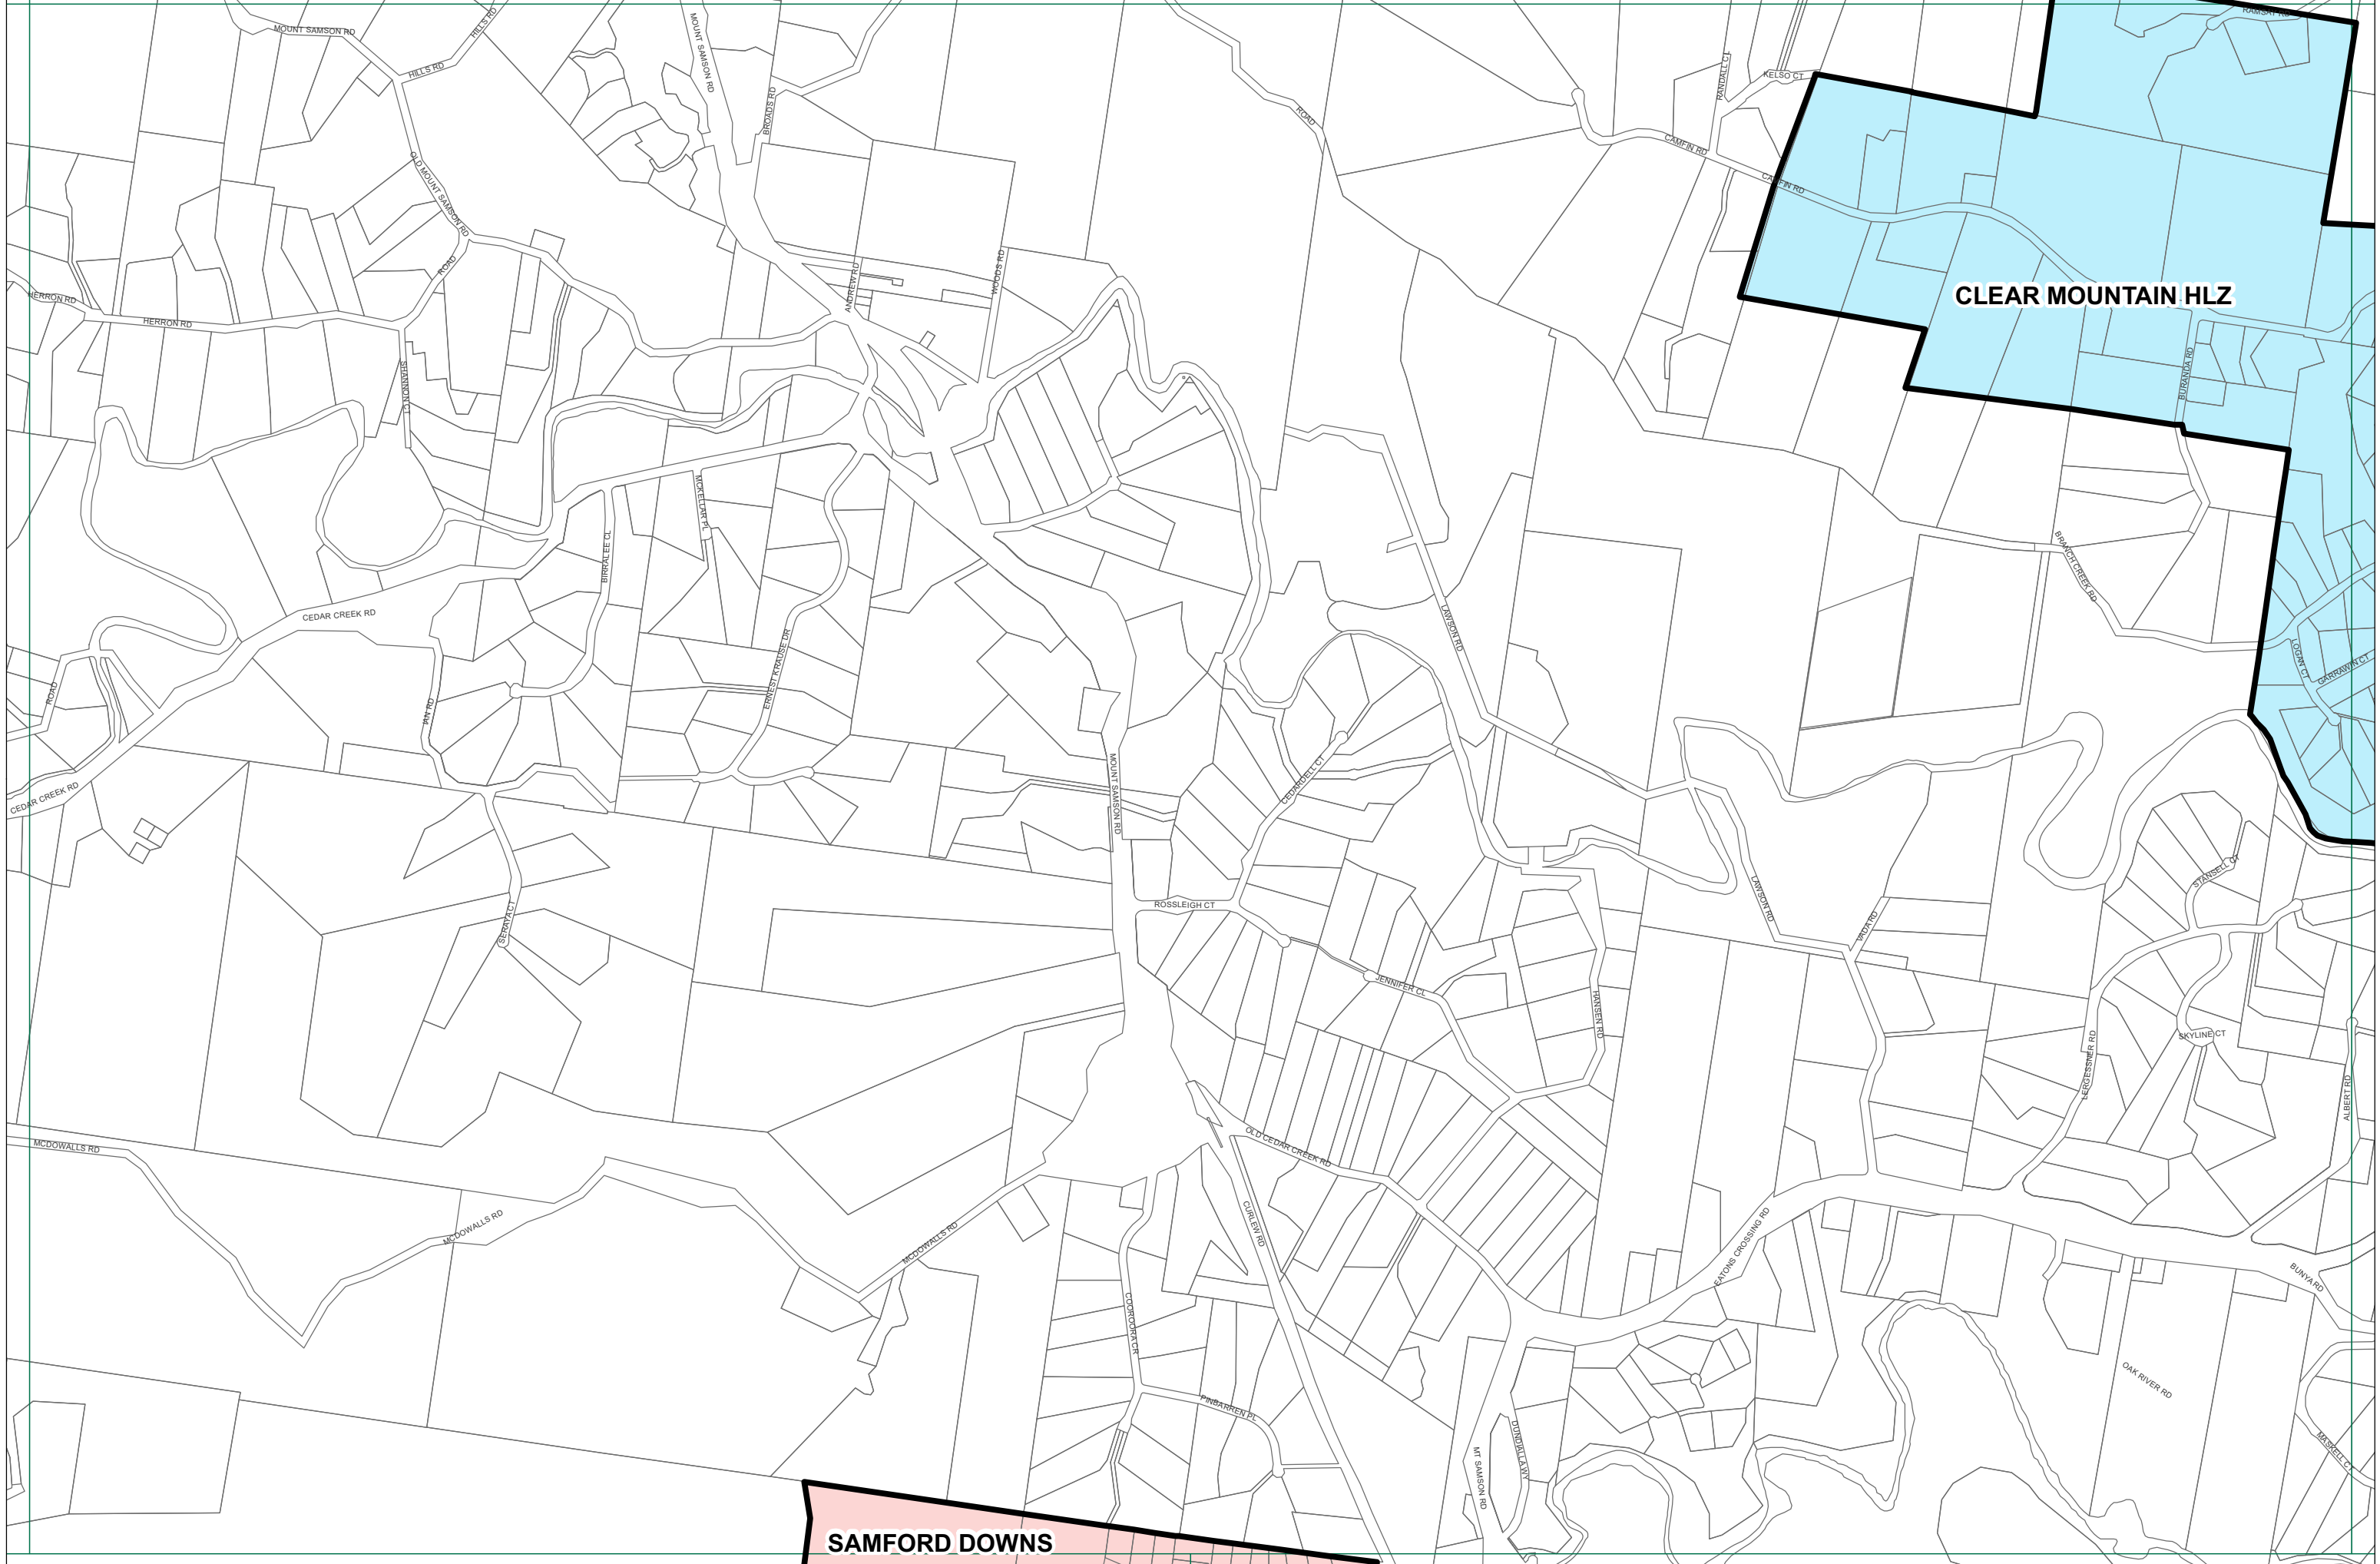 RAMSAY RD
MOUNT SAMSON RD
HILLS RD
MOUNT SAMSON RD
HILLS RD
BROADS RD
ROAD
RANDALL CT
KELSO CT
CAMFIN RD
CAMFIN RD
OLD MOUNT SAMSON RD
ROAD
ANDREW RD
WOODS RD
HERRON RD
HERRON RD
CLEAR MOUNTAIN HLZ
SHANNON CT
BURANDA RD
MCKELLAR PL
BIRRALEE CL
BRANCH CREEK RD
CEDAR CREEK RD
LAWSON RD
ERNEST KRAUSE DR
LOGAN CT
GARRAWIN CT
ROAD
IAN RD
MOUNT SAMSON RD
CEDARDELL CT
CEDAR CREEK RD
STANSELL CT
SERAYA CT
ROSSLEIGH CT
LAWSON RD
VADA RD
JENNIFER CL
HANSEN RD
SKYLINE CT
LERGESSNER RD
ALBERT RD
MCDOWALLS RD
OLD CEDAR CREEK RD
MCDOWALLS RD
MCDOWALLS RD
CURLEW RD
EATONS CROSSING RD
BUNYA RD
COOROORA CR
OAK RIVER RD
PINBARREN PL
MT SAMSON RD
DUNDJALLA WY
MASKELL CT
SAMFORD DOWNS